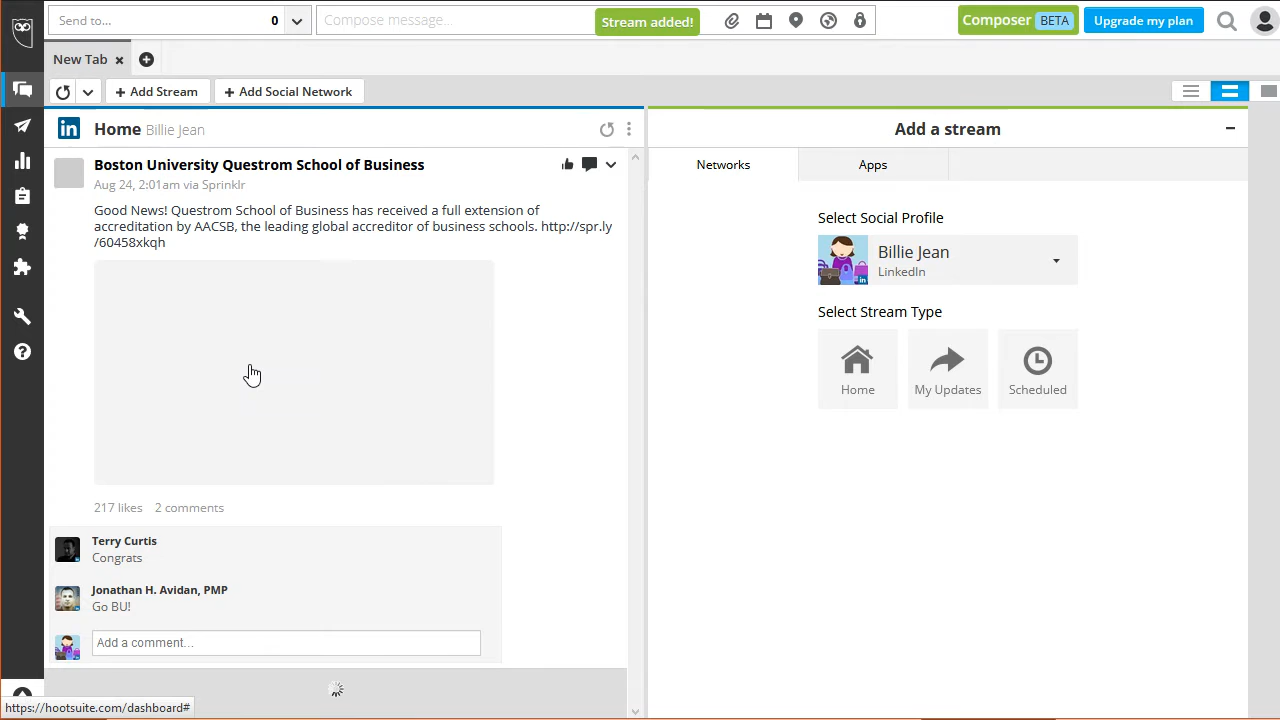 Send to...
0
Compose message...
Stream added!
Composer BETA
Upgrade my plan
New Tab
Add Stream
Add Social Network
in
Home Billie Jean
Add a stream
Boston University Questrom School of Business
Aug 24, 2:01am via Sprinklr
Good News! Questrom School of Business has received a full extension of
accreditation by AACSB, the leading global accreditor of business schools. http://spr.ly
/60458xkqh
217 likes 2 comments
Terry Curtis
Congrats
Jonathan H. Avidan, PMP
Go BU!
Add a comment...
Networks
Apps
Select Social Profile
Billie Jean
LinkedIn
in
Select Stream Type
Home
My Updates
Scheduled
https://hootsuite.com/dashboard#